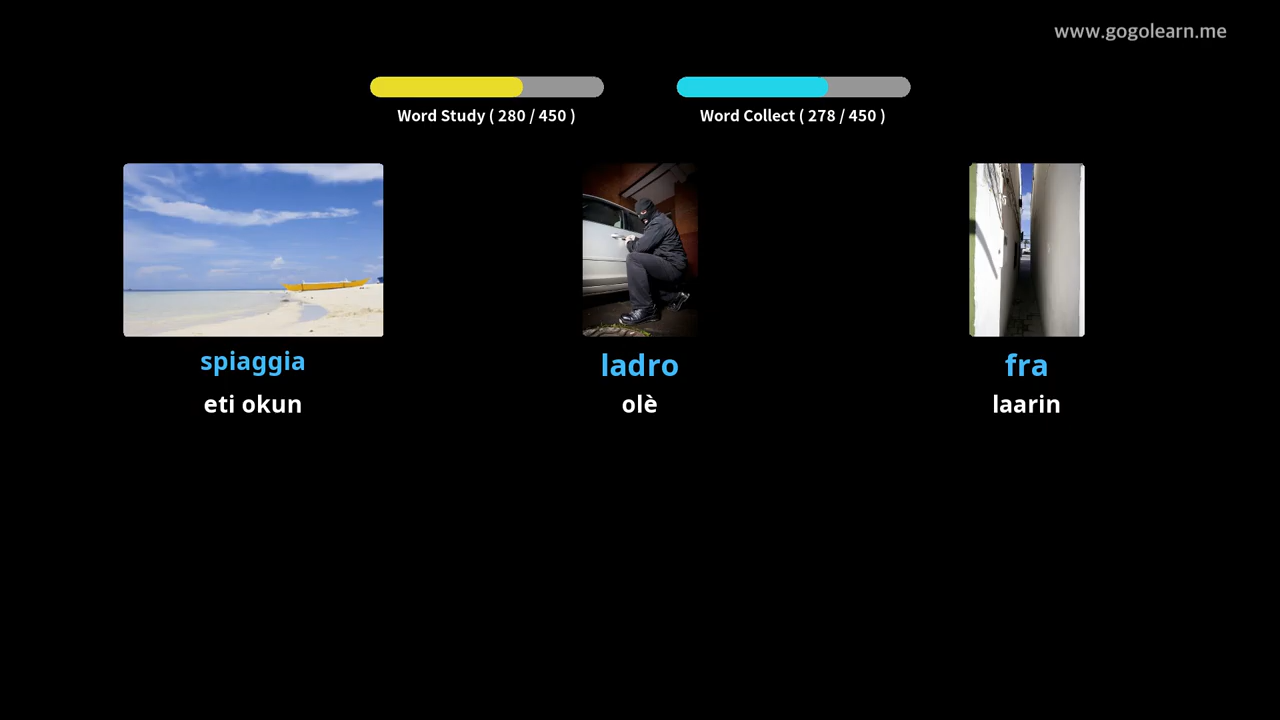 www.gogolearn.me
Word Study ( 280 / 450 )
Word Collect ( 278 / 450 )
spiaggia
ladro
fra
eti okun
olè
laarin